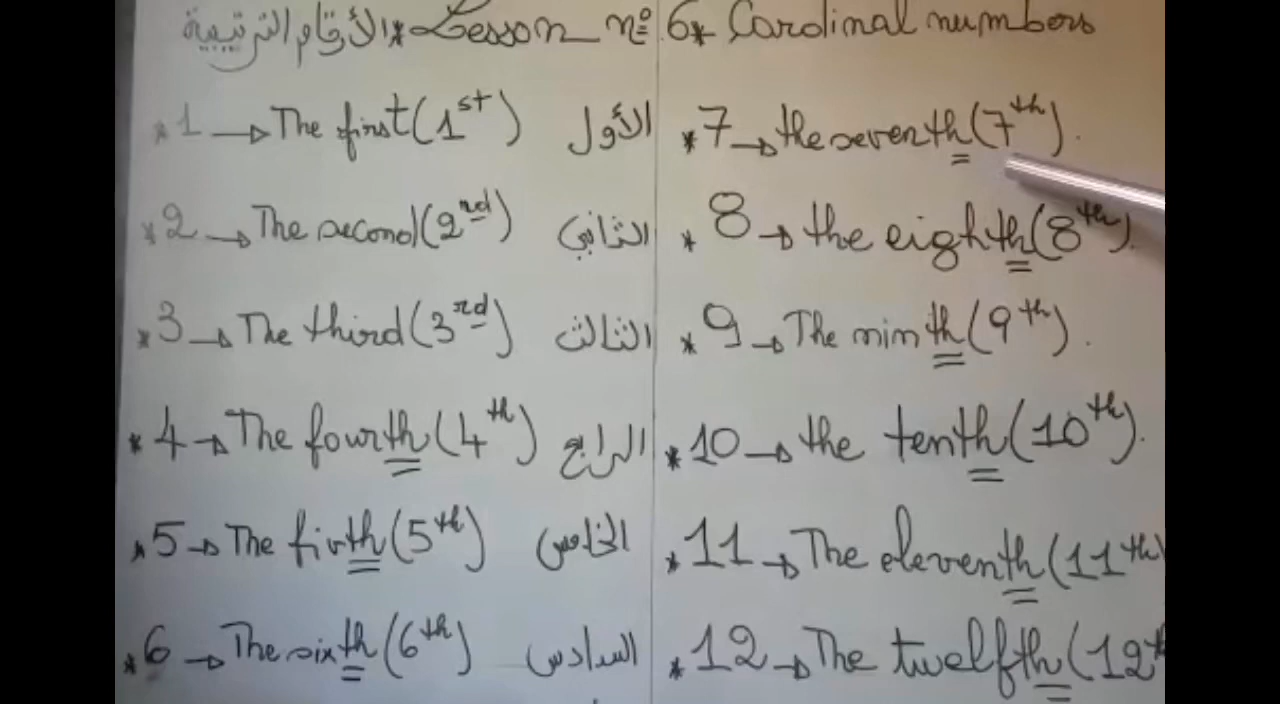 الأرقام الترتيبية * Lesson nº 6 * Cardinal numbers
* 1 → The first (1st) الأول
* 2 → The second (2nd) الثاني
* 3 → The third (3rd) الثالث
* 4 → The fourth (4th) الرابع
* 5 → The fivth (5th) الخامس
* 6 → The sixth (6th) السادس
* 7 → the seventh (7th).
* 8 → the eighth (8th).
* 9 → The ninth (9th).
* 10 → the tenth (10th).
* 11 → The eleventh (11th)
* 12 → The twelfth (12th